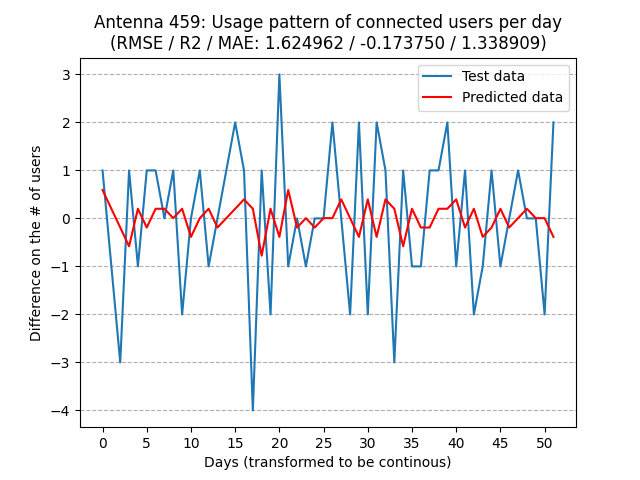 Antenna 459: Usage pattern of connected users per day
(RMSE / R2 / MAE: 1.624962 / -0.173750 / 1.338909)
Test data
Predicted data
Difference on the # of users
3
2
1
0
−1
−2
−3
−4
0 5 10 15 20 25 30 35 40 45 50
Days (transformed to be continous)